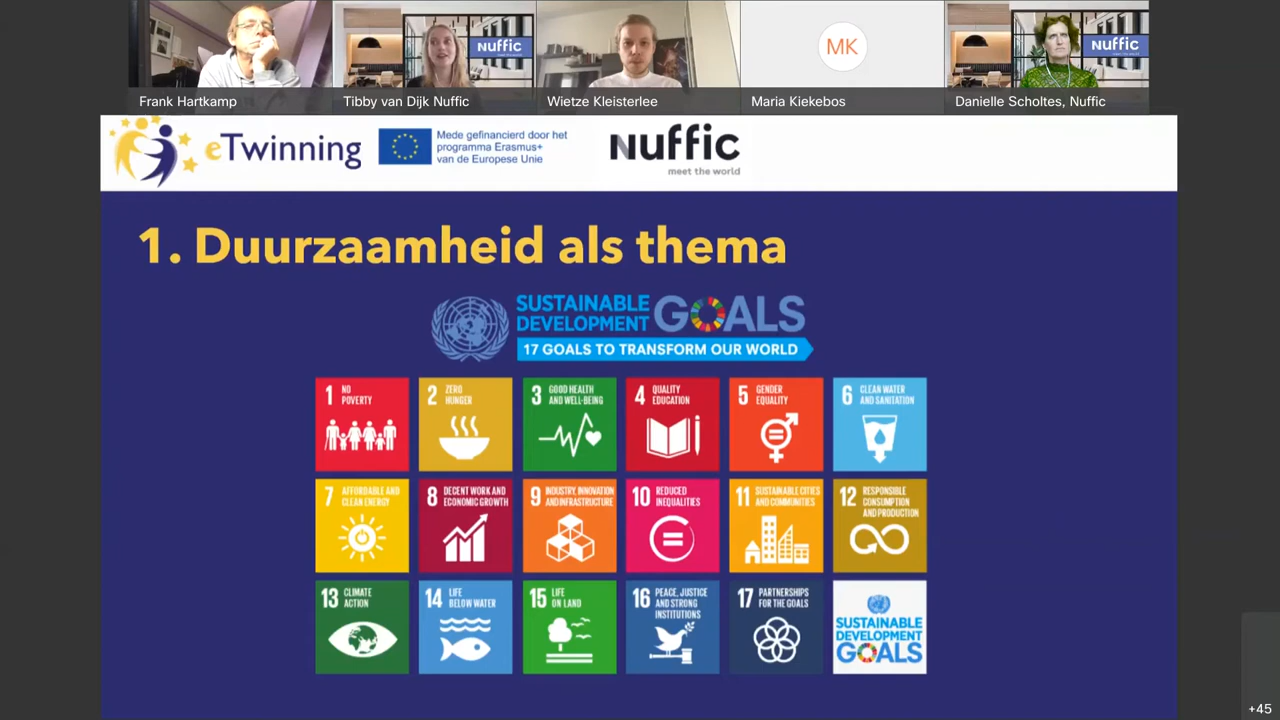 nuffic
MK
nuffic
Frank Hartkamp
Tibby van Dijk Nuffic
Wietze Kleisterlee
Maria Kiekebos
Danielle Scholtes, Nuffic
eTwinning
Mede gefinancierd door het
programma Erasmus+
van de Europese Unie
nuffic
meet the world
1. Duurzaamheid als thema
SUSTAINABLE
DEVELOPMENT
GOALS
17 GOALS TO TRANSFORM OUR WORLD
1 NO
POVERTY
2 ZERO
HUNGER
3 GOOD HEALTH
AND WELL-BEING
4 QUALITY
EDUCATION
5 GENDER
EQUALITY
6 CLEAN WATER
AND SANITATION
7 AFFORDABLE AND
CLEAN ENERGY
8 DECENT WORK AND
ECONOMIC GROWTH
9 INDUSTRY, INNOVATION
AND INFRASTRUCTURE
10 REDUCED
INEQUALITIES
11 SUSTAINABLE CITIES
AND COMMUNITIES
12 RESPONSIBLE
CONSUMPTION
AND PRODUCTION
13 CLIMATE
ACTION
14 LIFE
BELOW WATER
15 LIFE
ON LAND
16 PEACE, JUSTICE
AND STRONG
INSTITUTIONS
17 PARTNERSHIPS
FOR THE GOALS
SUSTAINABLE
DEVELOPMENT
GOALS
+45